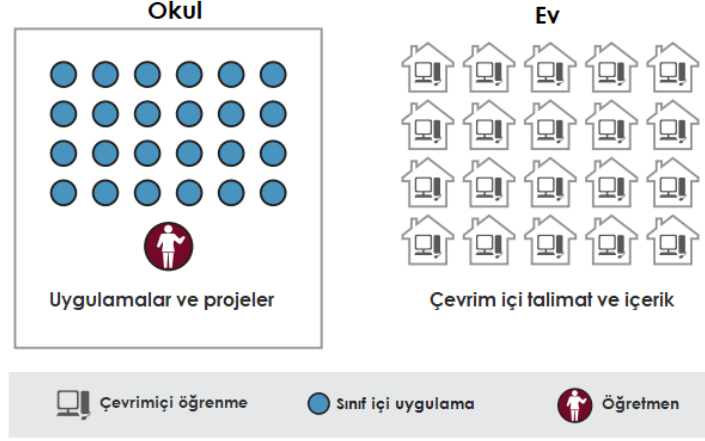 Okul
Ev
Uygulamalar ve projeler
Çevrim içi talimat ve içerik
Çevrimiçi öğrenme
Sınıf içi uygulama
Öğretmen